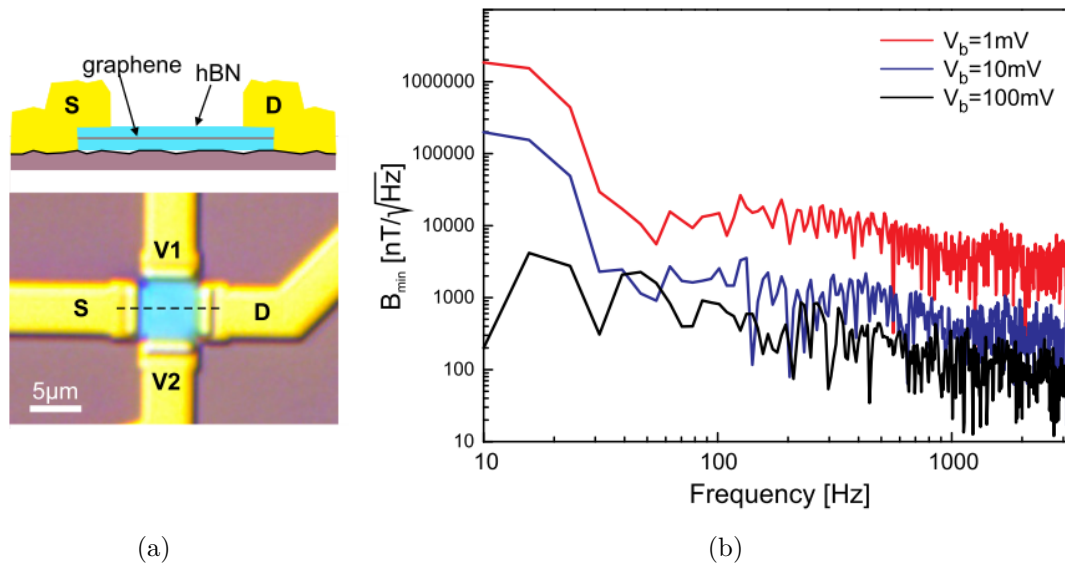 graphene
hBN
S
D
V1
S
D
V2
5μm
(a)
B_min [nT/√Hz]
1000000
100000
10000
1000
100
10
10
100
1000
Frequency [Hz]
V_b=1mV
V_b=10mV
V_b=100mV
(b)